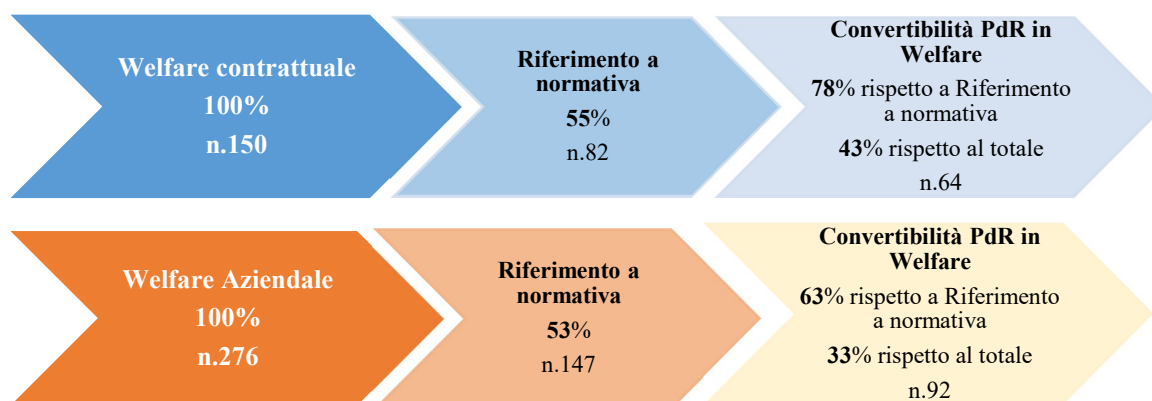 Welfare contrattuale
100%
n.150
Riferimento a
normativa
55%
n.82
Convertibilità PdR in
Welfare
78% rispetto a Riferimento
a normativa
43% rispetto al totale
n.64
Welfare Aziendale
100%
n.276
Riferimento a
normativa
53%
n.147
Convertibilità PdR in
Welfare
63% rispetto a Riferimento
a normativa
33% rispetto al totale
n.92